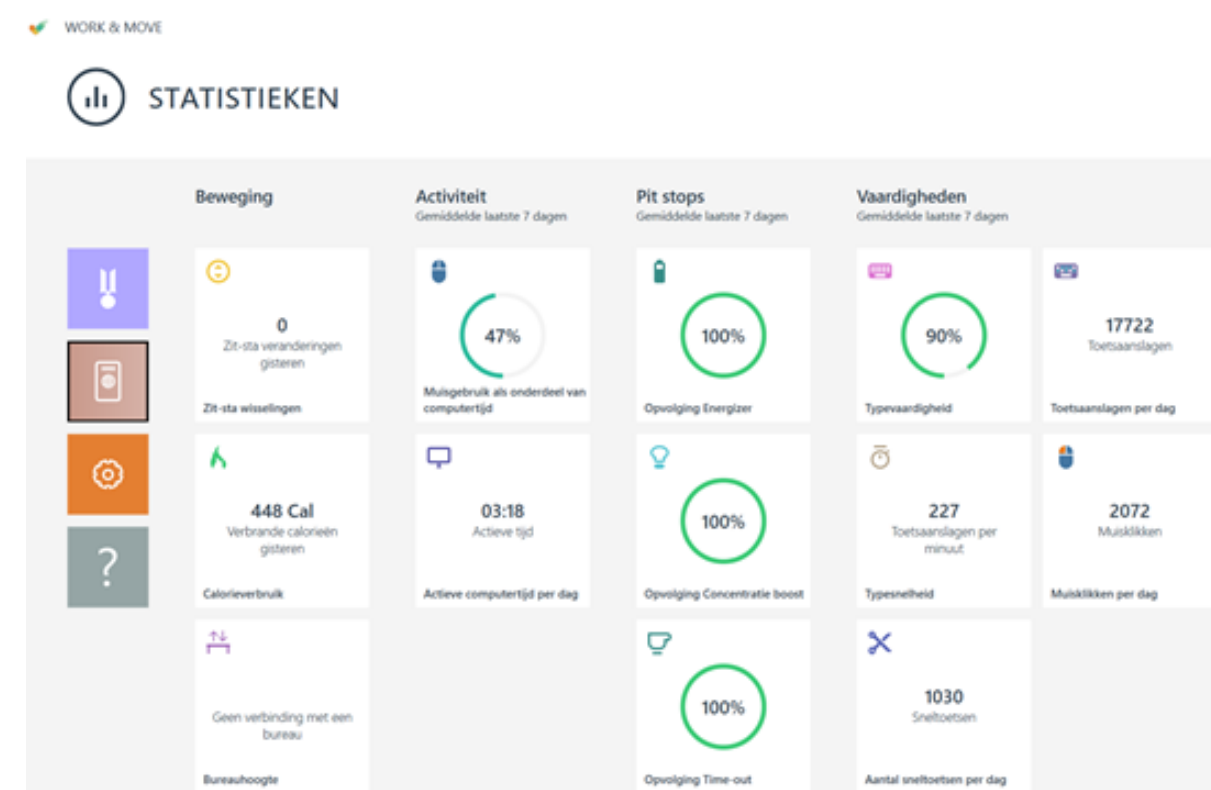 WORK & MOVE
STATISTIEKEN
Beweging
Activiteit
Gemiddelde laatste 7 dagen
Pit stops
Gemiddelde laatste 7 dagen
Vaardigheden
Gemiddelde laatste 7 dagen
0
Zit-sta veranderingen
gisteren
Zit-sta wisselingen
47%
Muisgebruik als onderdeel van
computertijd
100%
Opvolging Energizer
90%
Typevaardigheid
17722
Toetsaanslagen
Toetsaanslagen per dag
448 Cal
Verbrande calorieën
gisteren
Calorieverbruik
03:18
Actieve tijd
Actieve computertijd per dag
100%
Opvolging Concentratie boost
227
Toetsaanslagen per
minuut
Typesnelheid
2072
Muisklikken
Muisklikken per dag
?
Geen verbinding met een
bureau
Bureauhoogte
100%
Opvolging Time-out
1030
Sneltoetsen
Aantal sneltoetsen per dag